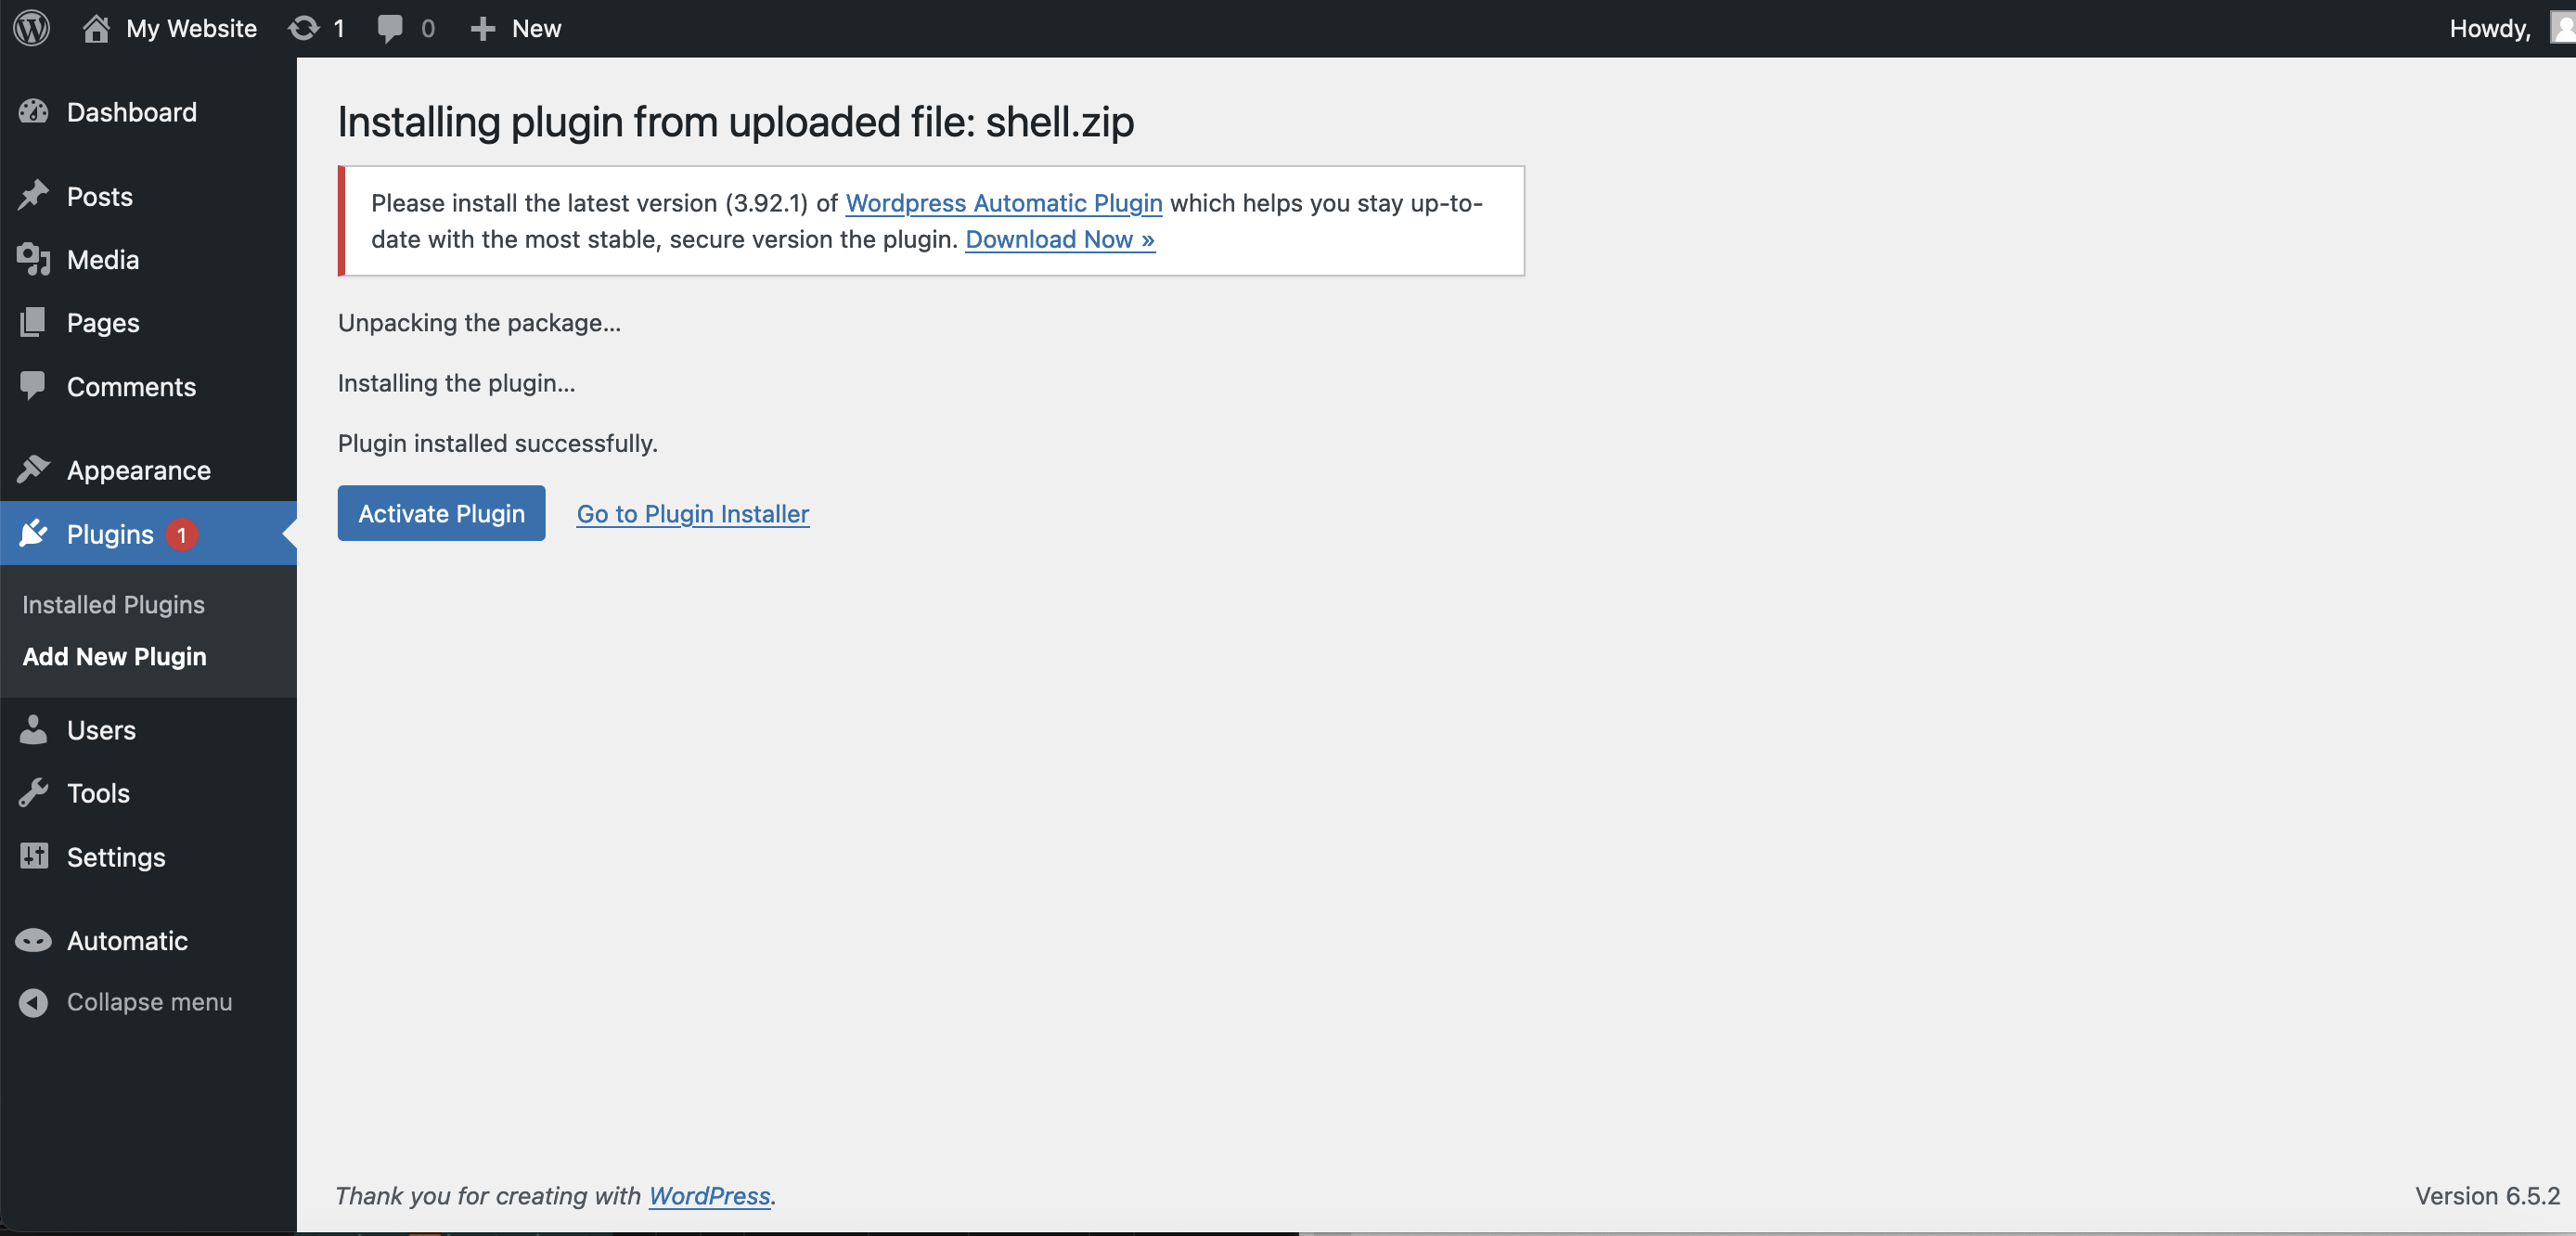 My Website 1 0 New Howdy,
Dashboard
Posts
Media
Pages
Comments
Appearance
Plugins 1
Installed Plugins
Add New Plugin
Users
Tools
Settings
Automatic
Collapse menu
Installing plugin from uploaded file: shell.zip
Please install the latest version (3.92.1) of Wordpress Automatic Plugin which helps you stay up-to-
date with the most stable, secure version the plugin. Download Now »
Unpacking the package…
Installing the plugin…
Plugin installed successfully.
Activate Plugin Go to Plugin Installer
Thank you for creating with WordPress. Version 6.5.2